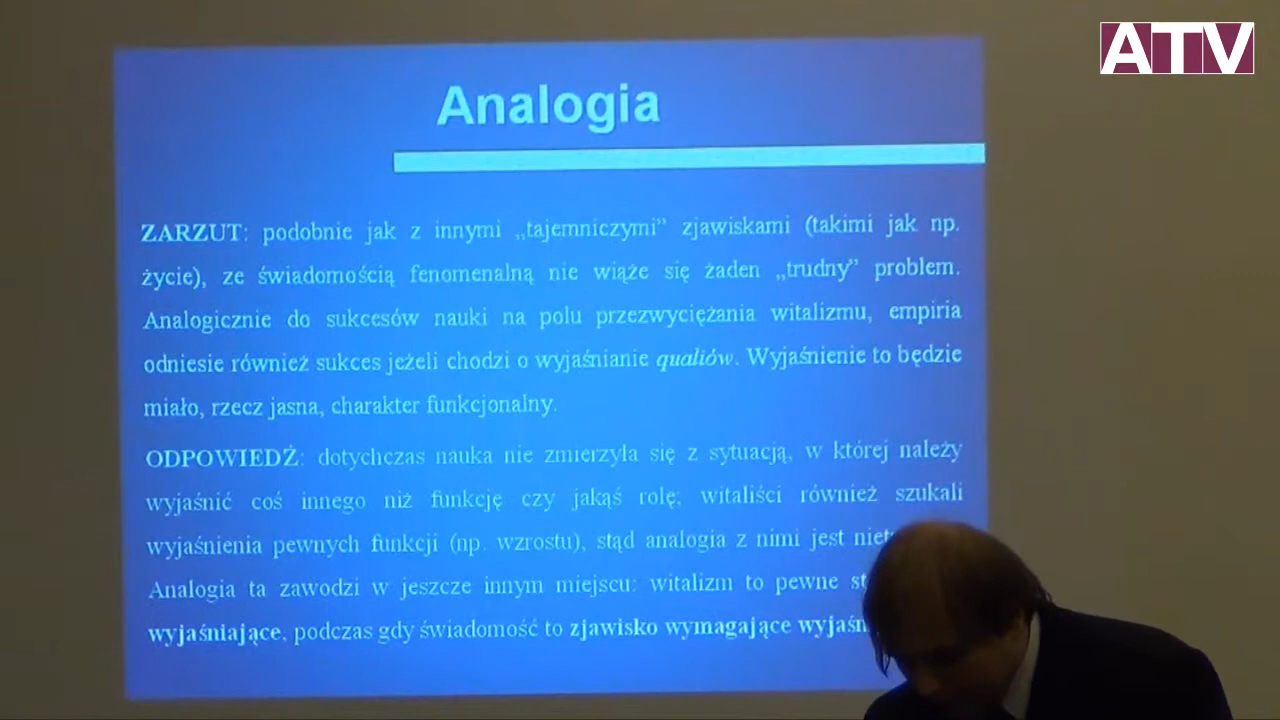 ATV
Analogia
ZARZUT: podobnie jak z innymi „tajemniczymi” zjawiskami (takimi jak np.
życie), ze świadomością fenomenalną nie wiąże się żaden „trudny” problem.
Analogicznie do sukcesów nauki na polu przezwyciężania witalizmu, empiria
odniesie również sukces jeżeli chodzi o wyjaśnianie qualiów. Wyjaśnienie to będzie
miało, rzecz jasna, charakter funkcjonalny.
ODPOWIEDŹ: dotychczas nauka nie zmierzyła się z sytuacją, w której należy
wyjaśnić coś innego niż funkcję czy jakąś rolę; witaliści również szukali
wyjaśnienia pewnych funkcji (np. wzrostu), stąd analogia z nimi jest
Analogia ta zawodzi w jeszcze innym miejscu: witalizm to pewne
wyjaśniające, podczas gdy świadomość to zjawisko wymagające